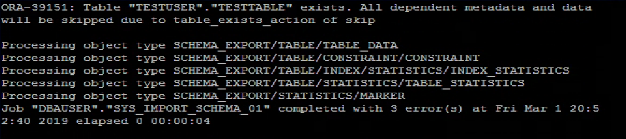 ORA-39151: Table "TESTUSER"."TESTTABLE" exists. All dependent metadata and data
will be skipped due to table_exists_action of skip
Processing object type SCHEMA_EXPORT/TABLE/TABLE_DATA
Processing object type SCHEMA_EXPORT/TABLE/CONSTRAINT/CONSTRAINT
Processing object type SCHEMA_EXPORT/TABLE/INDEX/STATISTICS/INDEX_STATISTICS
Processing object type SCHEMA_EXPORT/TABLE/STATISTICS/TABLE_STATISTICS
Processing object type SCHEMA_EXPORT/STATISTICS/MARKER
Job "DBAUSER"."SYS_IMPORT_SCHEMA_01" completed with 3 error(s) at Fri Mar 1 20:5
2:40 2019 elapsed 0 00:00:04